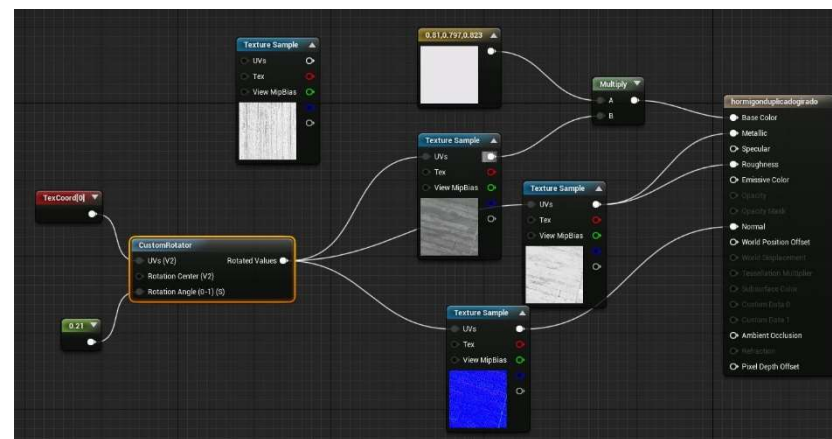 Texture Sample
UVs
Tex
View MipBias
0.81,0.797,0.823
Multiply
A
B
Texture Sample
UVs
Tex
View MipBias
TexCoord[0]
CustomRotator
UVs (V2)
Rotated Values
Rotation Center (V2)
Rotation Angle (0-1) (S)
0.21
Texture Sample
UVs
Tex
View MipBias
Texture Sample
UVs
Tex
View MipBias
hormigonduplicadogirado
Base Color
Metallic
Specular
Roughness
Emissive Color
Opacity
Opacity Mask
Normal
World Position Offset
World Displacement
Tessellation Multiplier
Subsurface Color
Custom Data 0
Custom Data 1
Ambient Occlusion
Refraction
Pixel Depth Offset